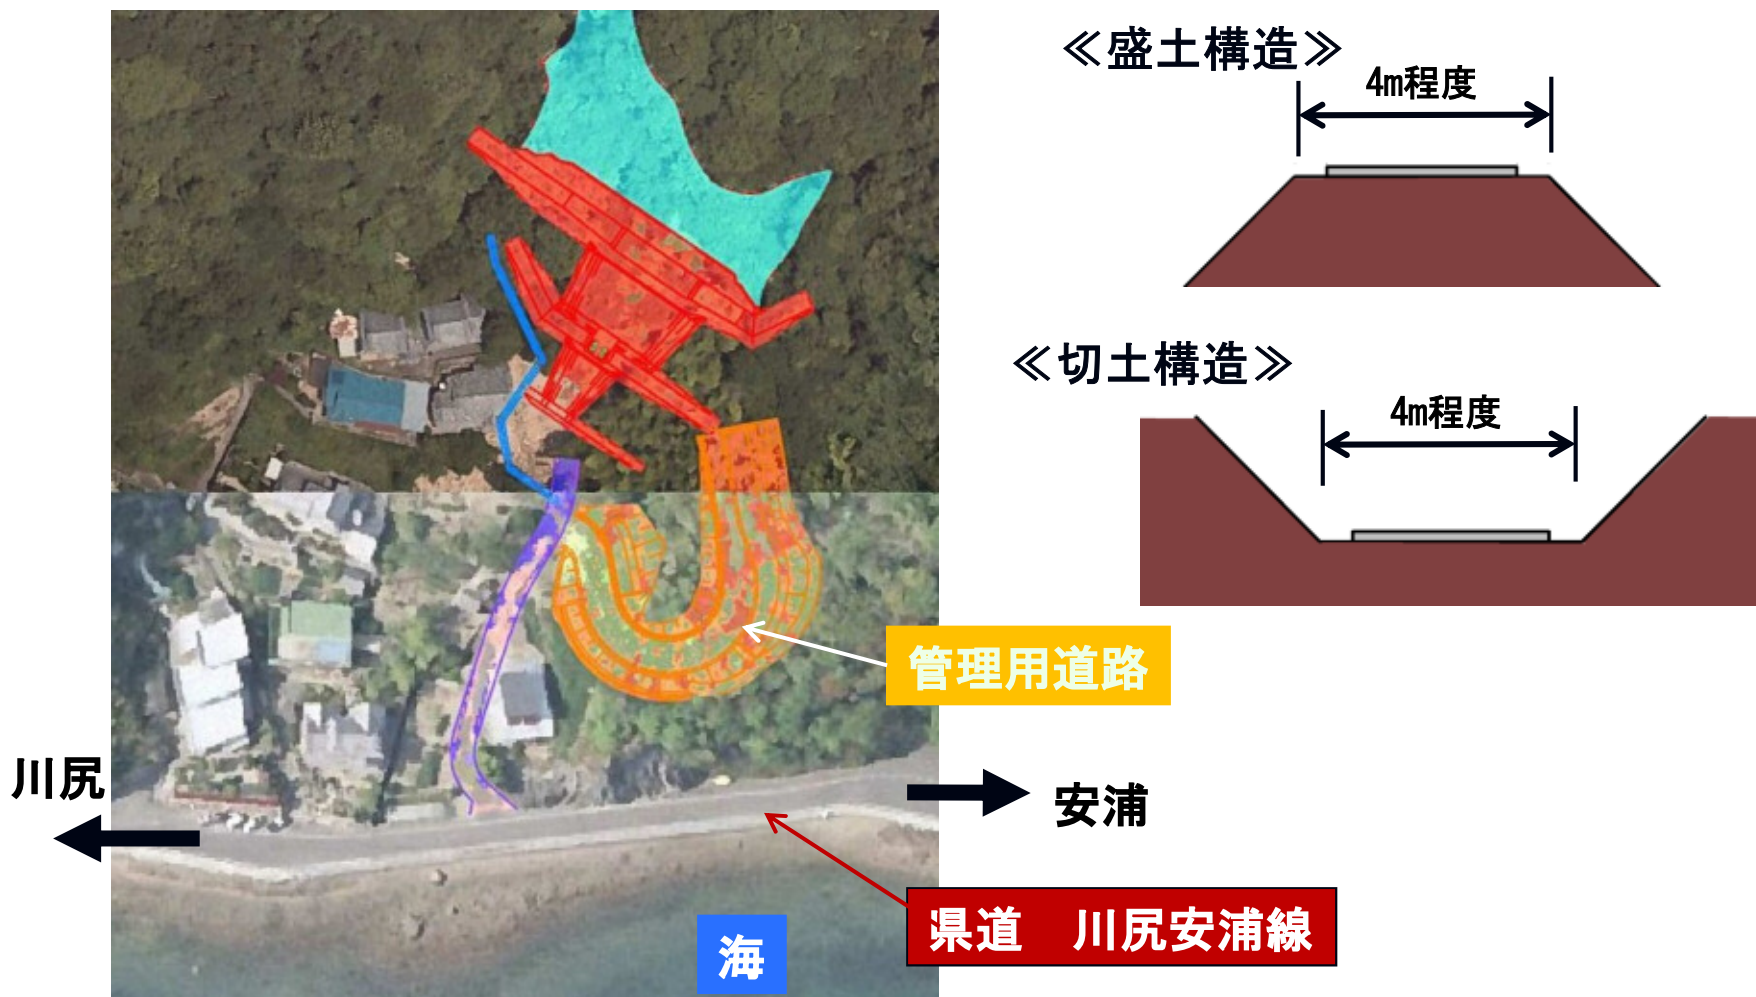 ≪盛土構造≫
4m程度
≪切土構造≫
4m程度
管理用道路
川尻
安浦
県道　川尻安浦線
海